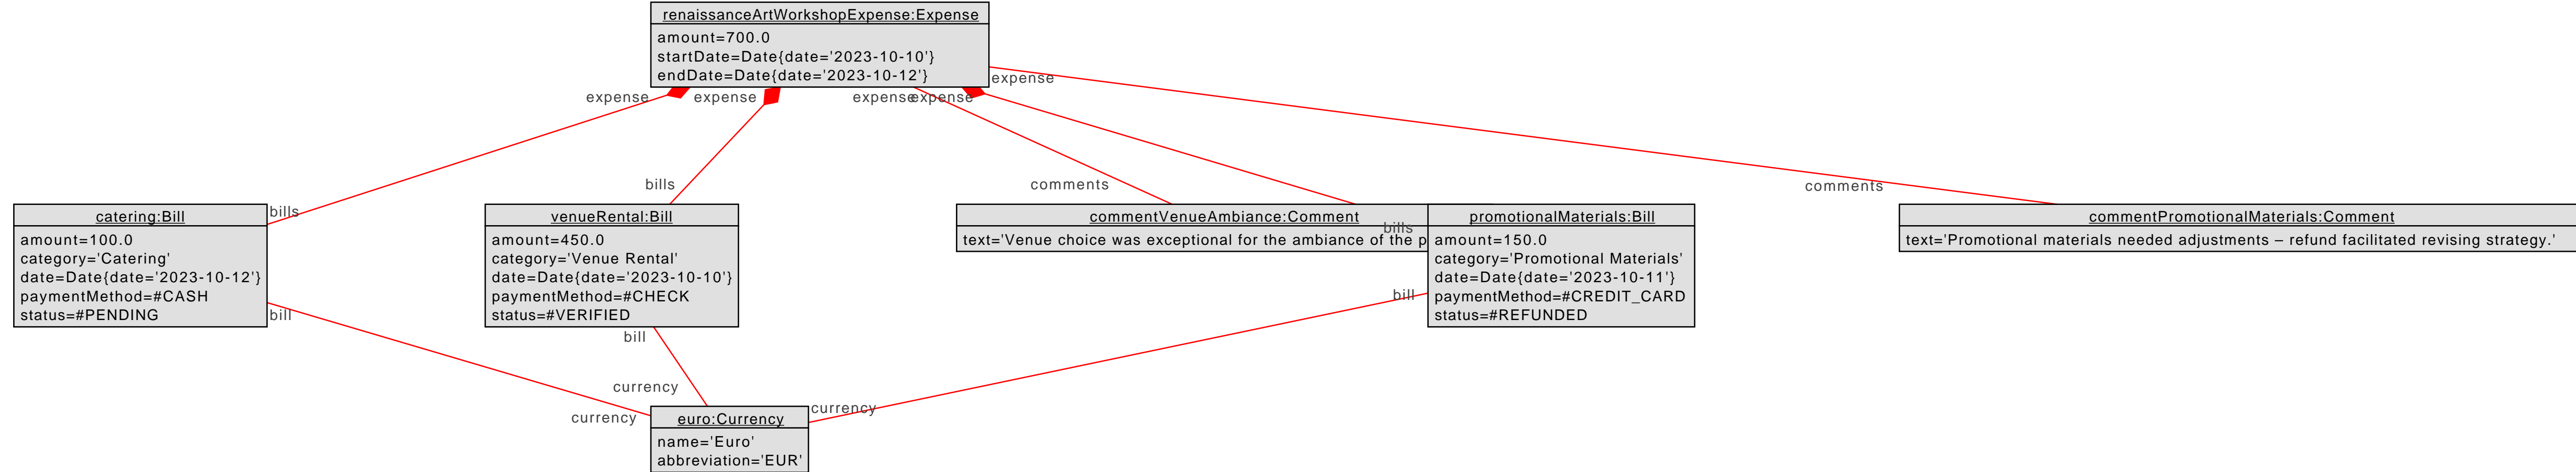 renaissanceArtWorkshopExpense:Expense
amount=700.0
startDate=Date{date='2023-10-10'}
endDate=Date{date='2023-10-12'}
expense
expense
expense
expense
expense
bills
bills
comments
bills
comments
catering:Bill
amount=100.0
category='Catering'
date=Date{date='2023-10-12'}
paymentMethod=#CASH
status=#PENDING
venueRental:Bill
amount=450.0
category='Venue Rental'
date=Date{date='2023-10-10'}
paymentMethod=#CHECK
status=#VERIFIED
commentVenueAmbiance:Comment
text='Venue choice was exceptional for the ambiance of the p
promotionalMaterials:Bill
amount=150.0
category='Promotional Materials'
date=Date{date='2023-10-11'}
paymentMethod=#CREDIT_CARD
status=#REFUNDED
commentPromotionalMaterials:Comment
text='Promotional materials needed adjustments – refund facilitated revising strategy.'
bill
bill
bill
currency
currency
currency
euro:Currency
name='Euro'
abbreviation='EUR'